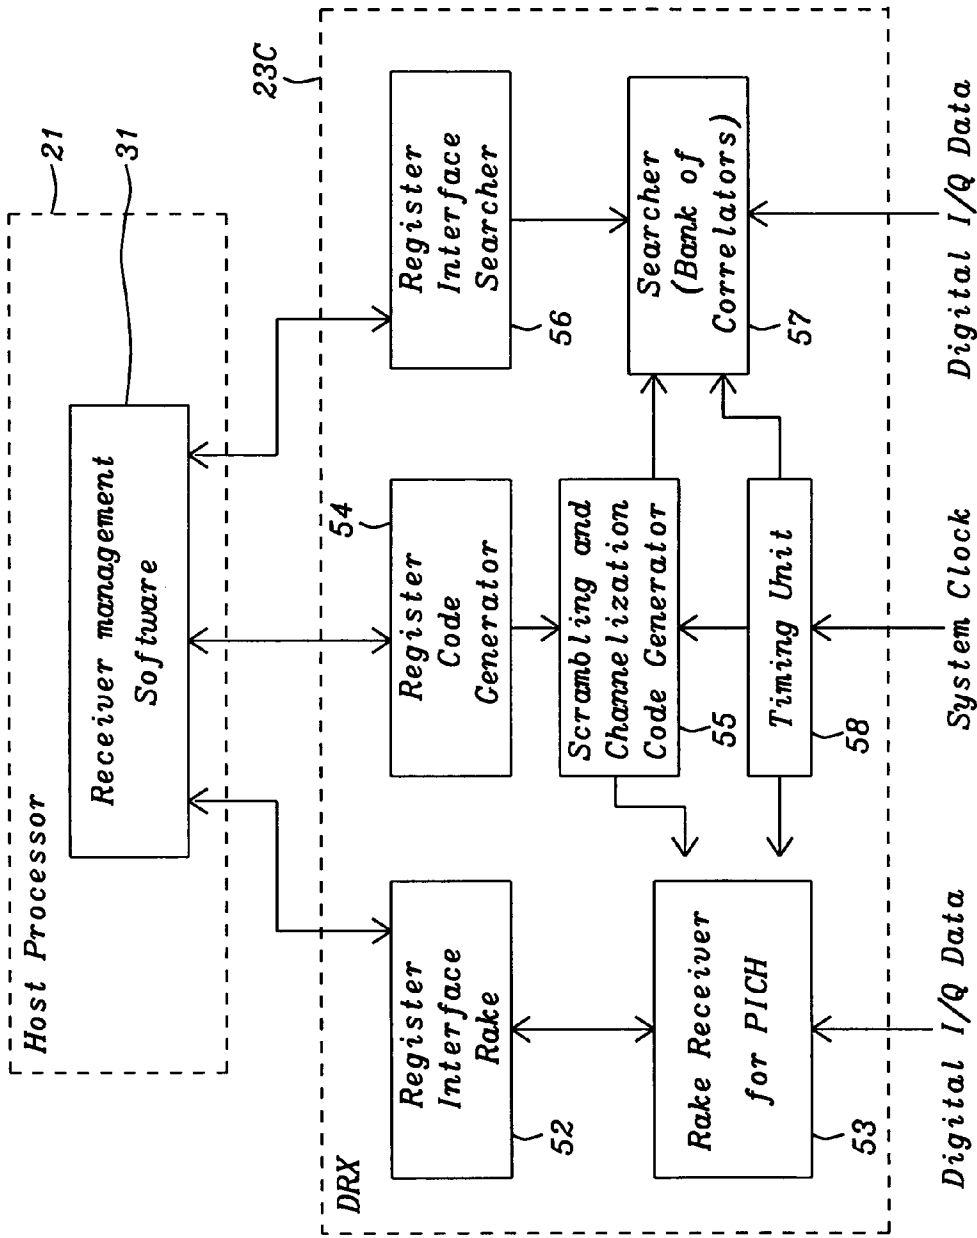 Host Processor
21
Receiver management
Software
31
DRX
23C
Register
Interface
Rake
52
Register
Code
Generator
54
Register
Interface
Searcher
56
Rake Receiver
for PICH
53
Scrambling and
Channelization
Code Generator
55
Searcher
(Bank of
Correlators)
57
Timing Unit
58
Digital I/Q Data
System Clock
Digital I/Q Data